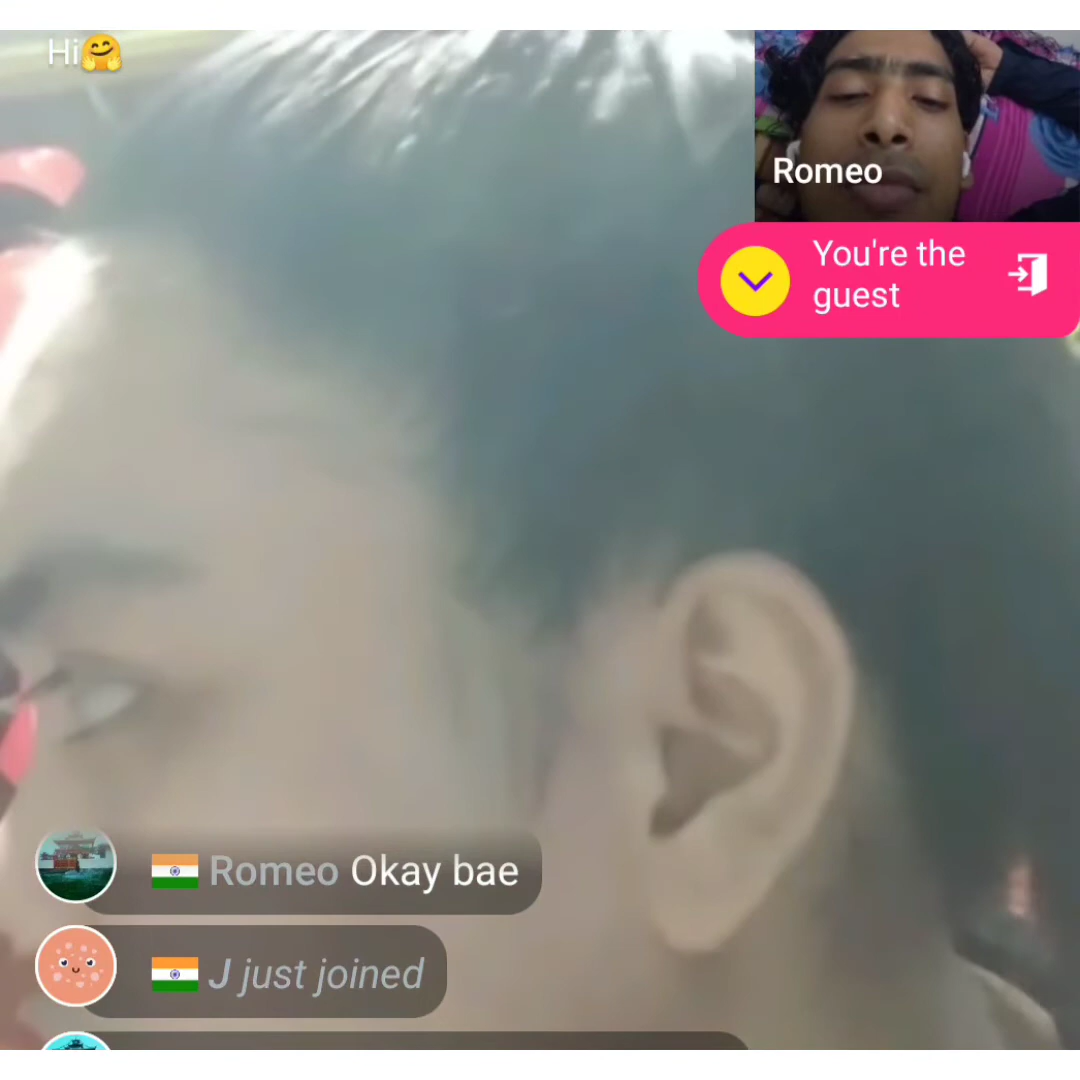 Hi🤗
Romeo
You're the
guest
Romeo Okay bae
J just joined